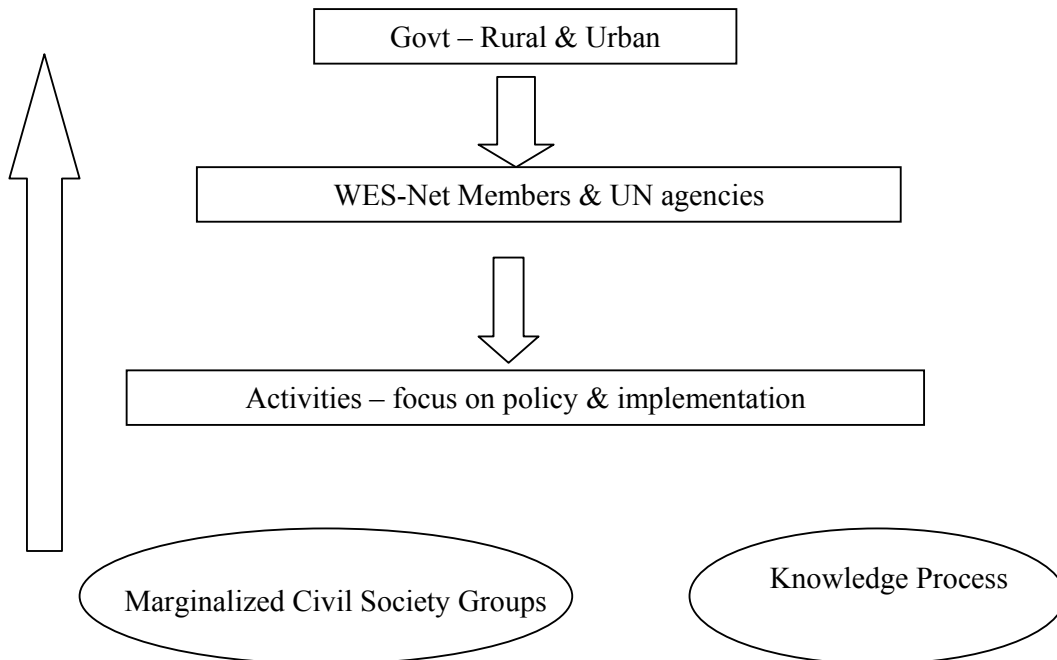 Govt – Rural & Urban
WES-Net Members & UN agencies
Activities – focus on policy & implementation
Marginalized Civil Society Groups
Knowledge Process